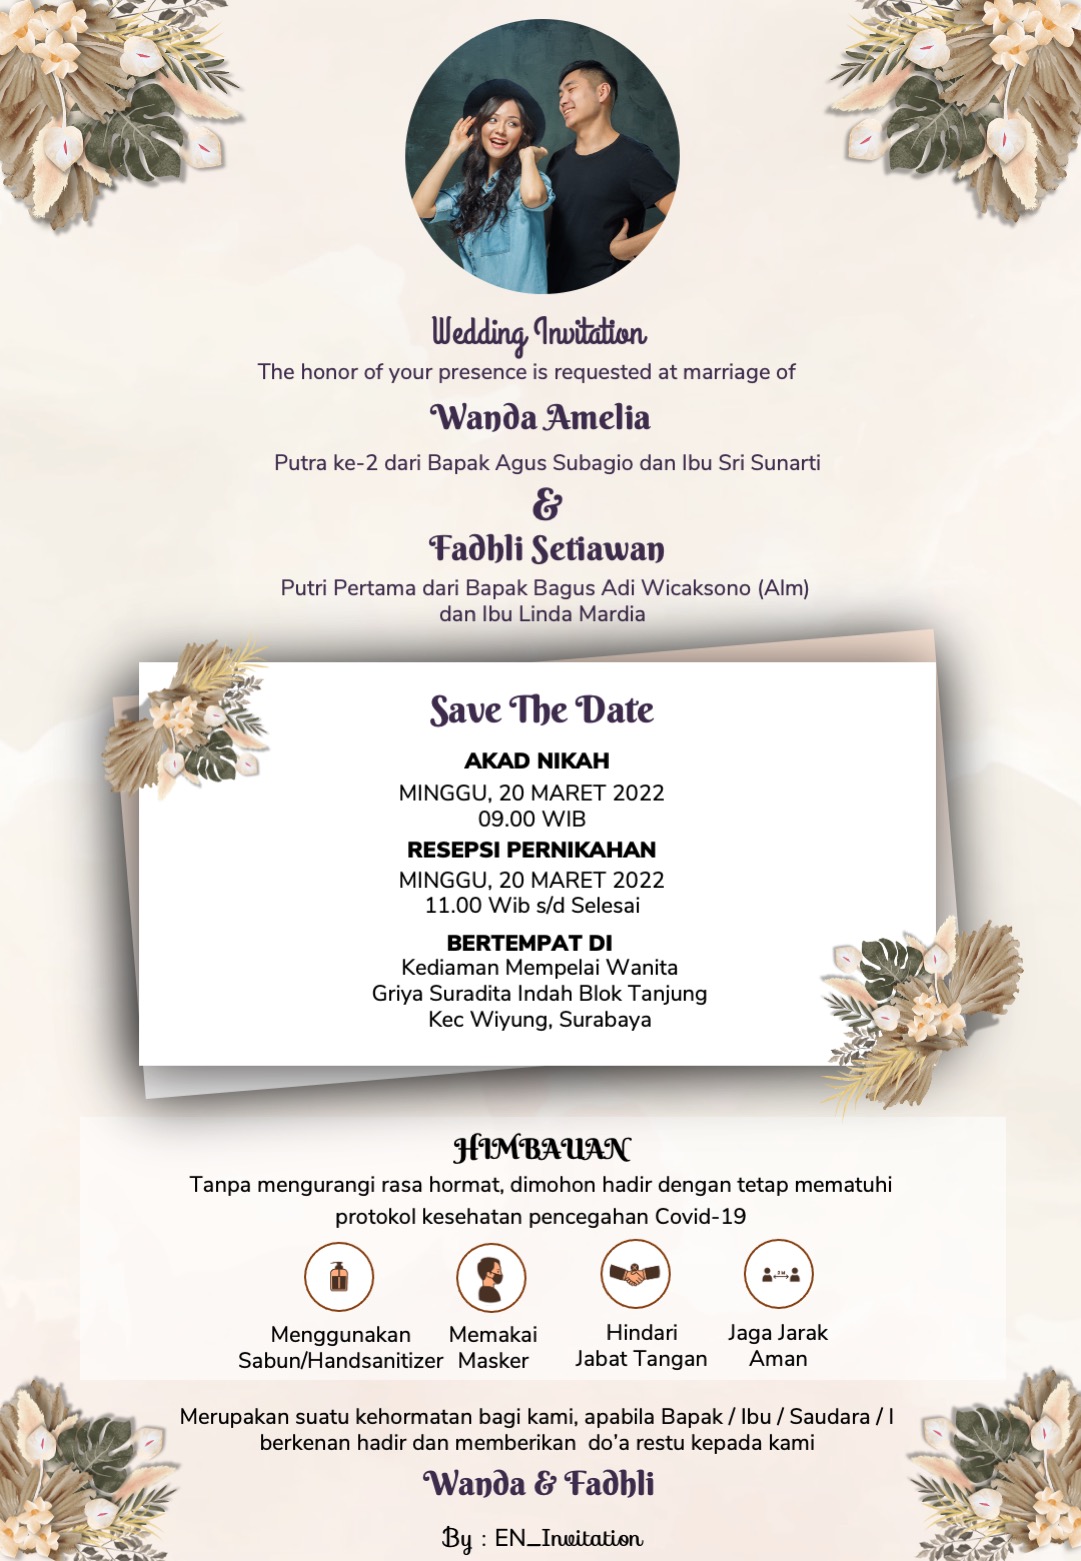 Wedding Invitation
The honor of your presence is requested at marriage of
Wanda Amelia
Putra ke-2 dari Bapak Agus Subagio dan Ibu Sri Sunarti
&
Fadhli Setiawan
Putri Pertama dari Bapak Bagus Adi Wicaksono (Alm)
dan Ibu Linda Mardia
Save The Date
AKAD NIKAH
MINGGU, 20 MARET 2022
09.00 WIB
RESEPSI PERNIKAHAN
MINGGU, 20 MARET 2022
11.00 Wib s/d Selesai
BERTEMPAT DI
Kediaman Mempelai Wanita
Griya Suradita Indah Blok Tanjung
Kec Wiyung, Surabaya
HIMBAUAN
Tanpa mengurangi rasa hormat, dimohon hadir dengan tetap mematuhi
protokol kesehatan pencegahan Covid-19
Menggunakan
Sabun/Handsanitizer
Memakai
Masker
Hindari
Jabat Tangan
Jaga Jarak
Aman
Merupakan suatu kehormatan bagi kami, apabila Bapak / Ibu / Saudara / I
berkenan hadir dan memberikan do'a restu kepada kami
Wanda & Fadhli
By : EN_Invitation